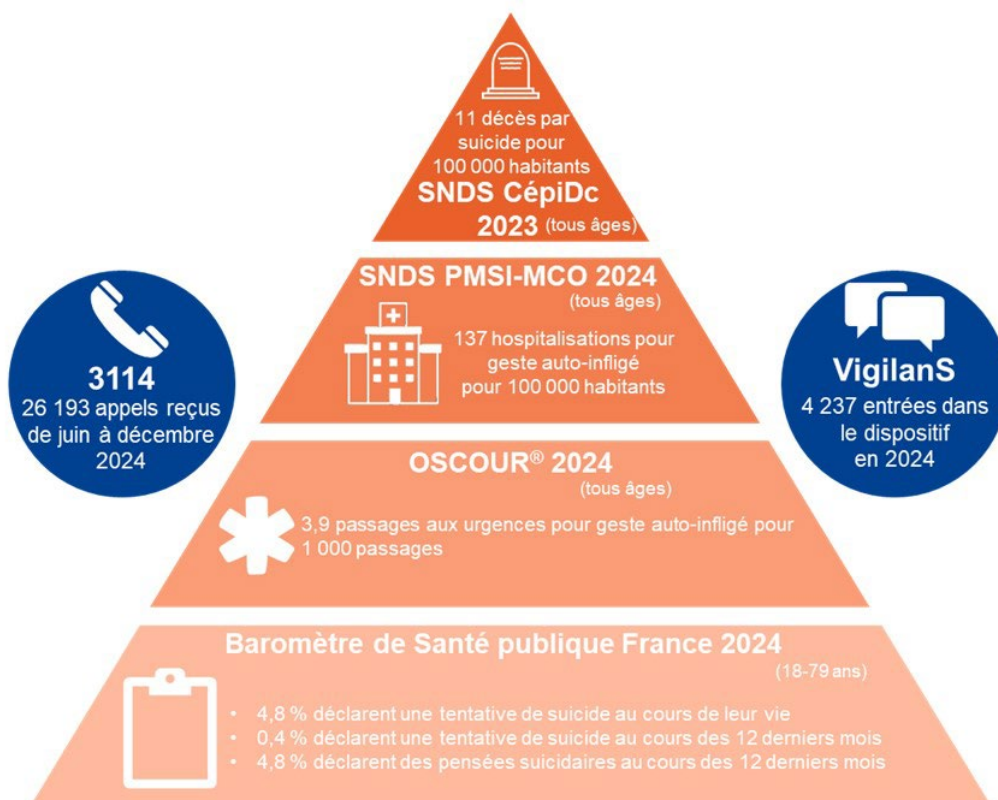 11 décès par
suicide pour
100 000 habitants
SNDS CépiDc
2023 (tous âges)
SNDS PMSI-MCO 2024
(tous âges)
137 hospitalisations pour
geste auto-infligé
pour 100 000 habitants
3114
26 193 appels reçus
de juin à décembre
2024
VigilanS
4 237 entrées dans
le dispositif
en 2024
OSCOUR® 2024
(tous âges)
3,9 passages aux urgences pour geste auto-infligé pour
1 000 passages
Baromètre de Santé publique France 2024
(18-79 ans)
• 4,8 % déclarent une tentative de suicide au cours de leur vie
• 0,4 % déclarent une tentative de suicide au cours des 12 derniers mois
• 4,8 % déclarent des pensées suicidaires au cours des 12 derniers mois